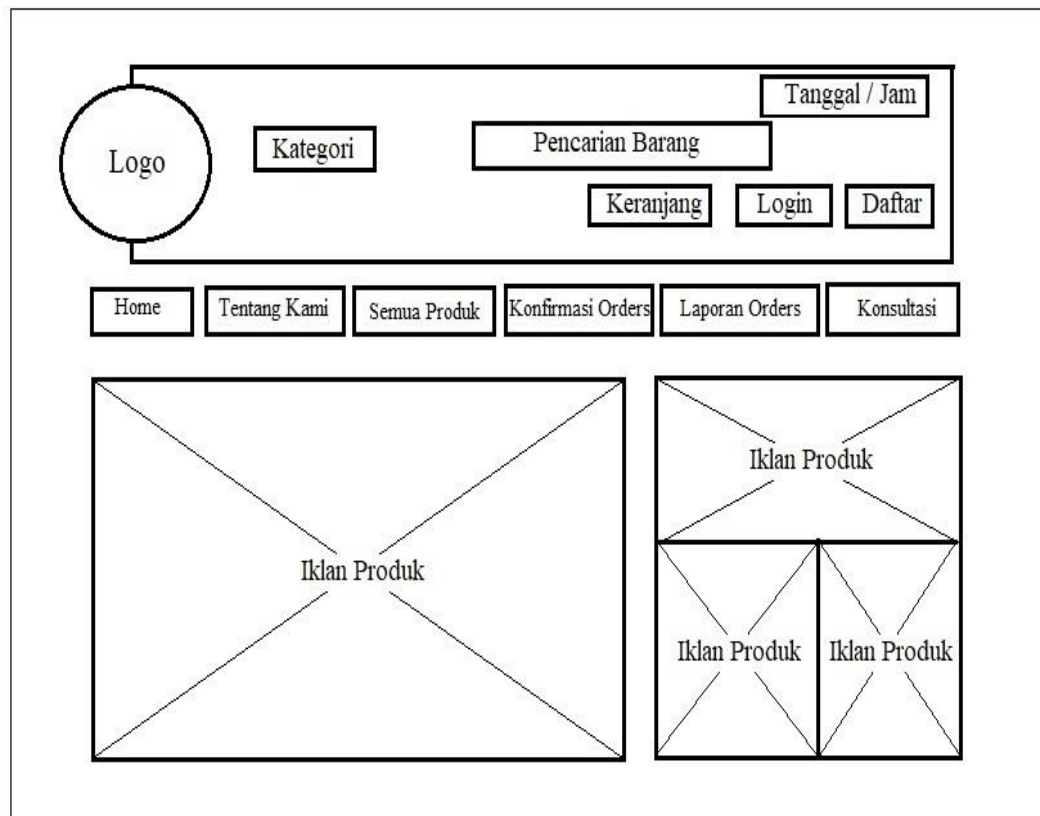 Tanggal / Jam
Logo
Kategori
Pencarian Barang
Keranjang
Login
Daftar
Home
Tentang Kami
Semua Produk
Konfirmasi Orders
Laporan Orders
Konsultasi
Iklan Produk
Iklan Produk
Iklan Produk
Iklan Produk